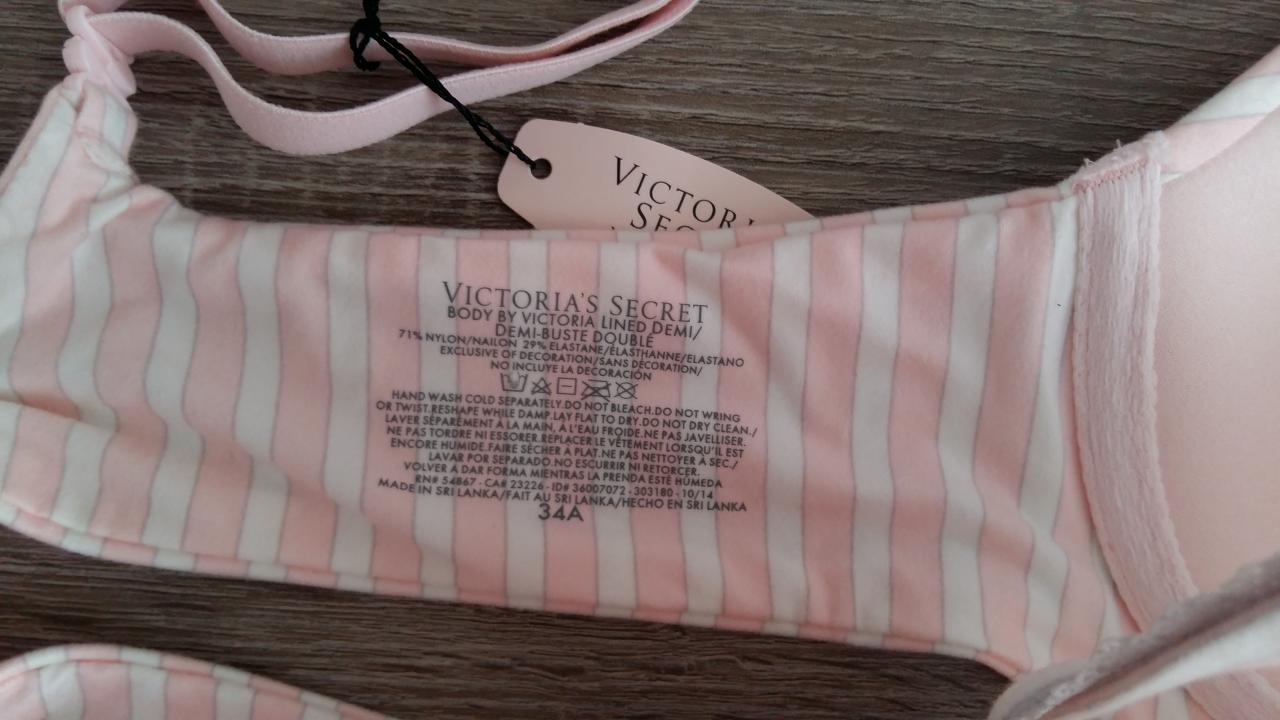 VICTORI
SEC
VICTORIA'S SECRET
BODY BY VICTORIA LINED DEMI/
DEMI-BUSTE DOUBLÉ
71% NYLON/NAILON 29% ELASTANE/ÉLASTHANNE/ELASTANO
EXCLUSIVE OF DECORATION/SANS DÉCORATION/
NO INCLUYE LA DECORACIÓN
HAND WASH COLD SEPARATELY.DO NOT BLEACH.DO NOT WRING
OR TWIST.RESHAPE WHILE DAMP.LAY FLAT TO DRY.DO NOT DRY CLEAN./
LAVER SÉPARÉMENT À LA MAIN, À L'EAU FROIDE.NE PAS JAVELLISER.
NE PAS TORDRE NI ESSORER.REPLACER LE VÊTEMENT LORSQU'IL EST
ENCORE HUMIDE.FAIRE SÉCHER À PLAT.NE PAS NETTOYER À SEC./
LAVAR POR SEPARADO.NO ESCURRIR NI RETORCER.
VOLVER A DAR FORMA MIENTRAS LA PRENDA ESTÉ HÚMEDA
RN# 54867 - CA# 23226 - ID# 36007072 - 303180 - 10/14
MADE IN SRI LANKA/FAIT AU SRI LANKA/HECHO EN SRI LANKA
34A